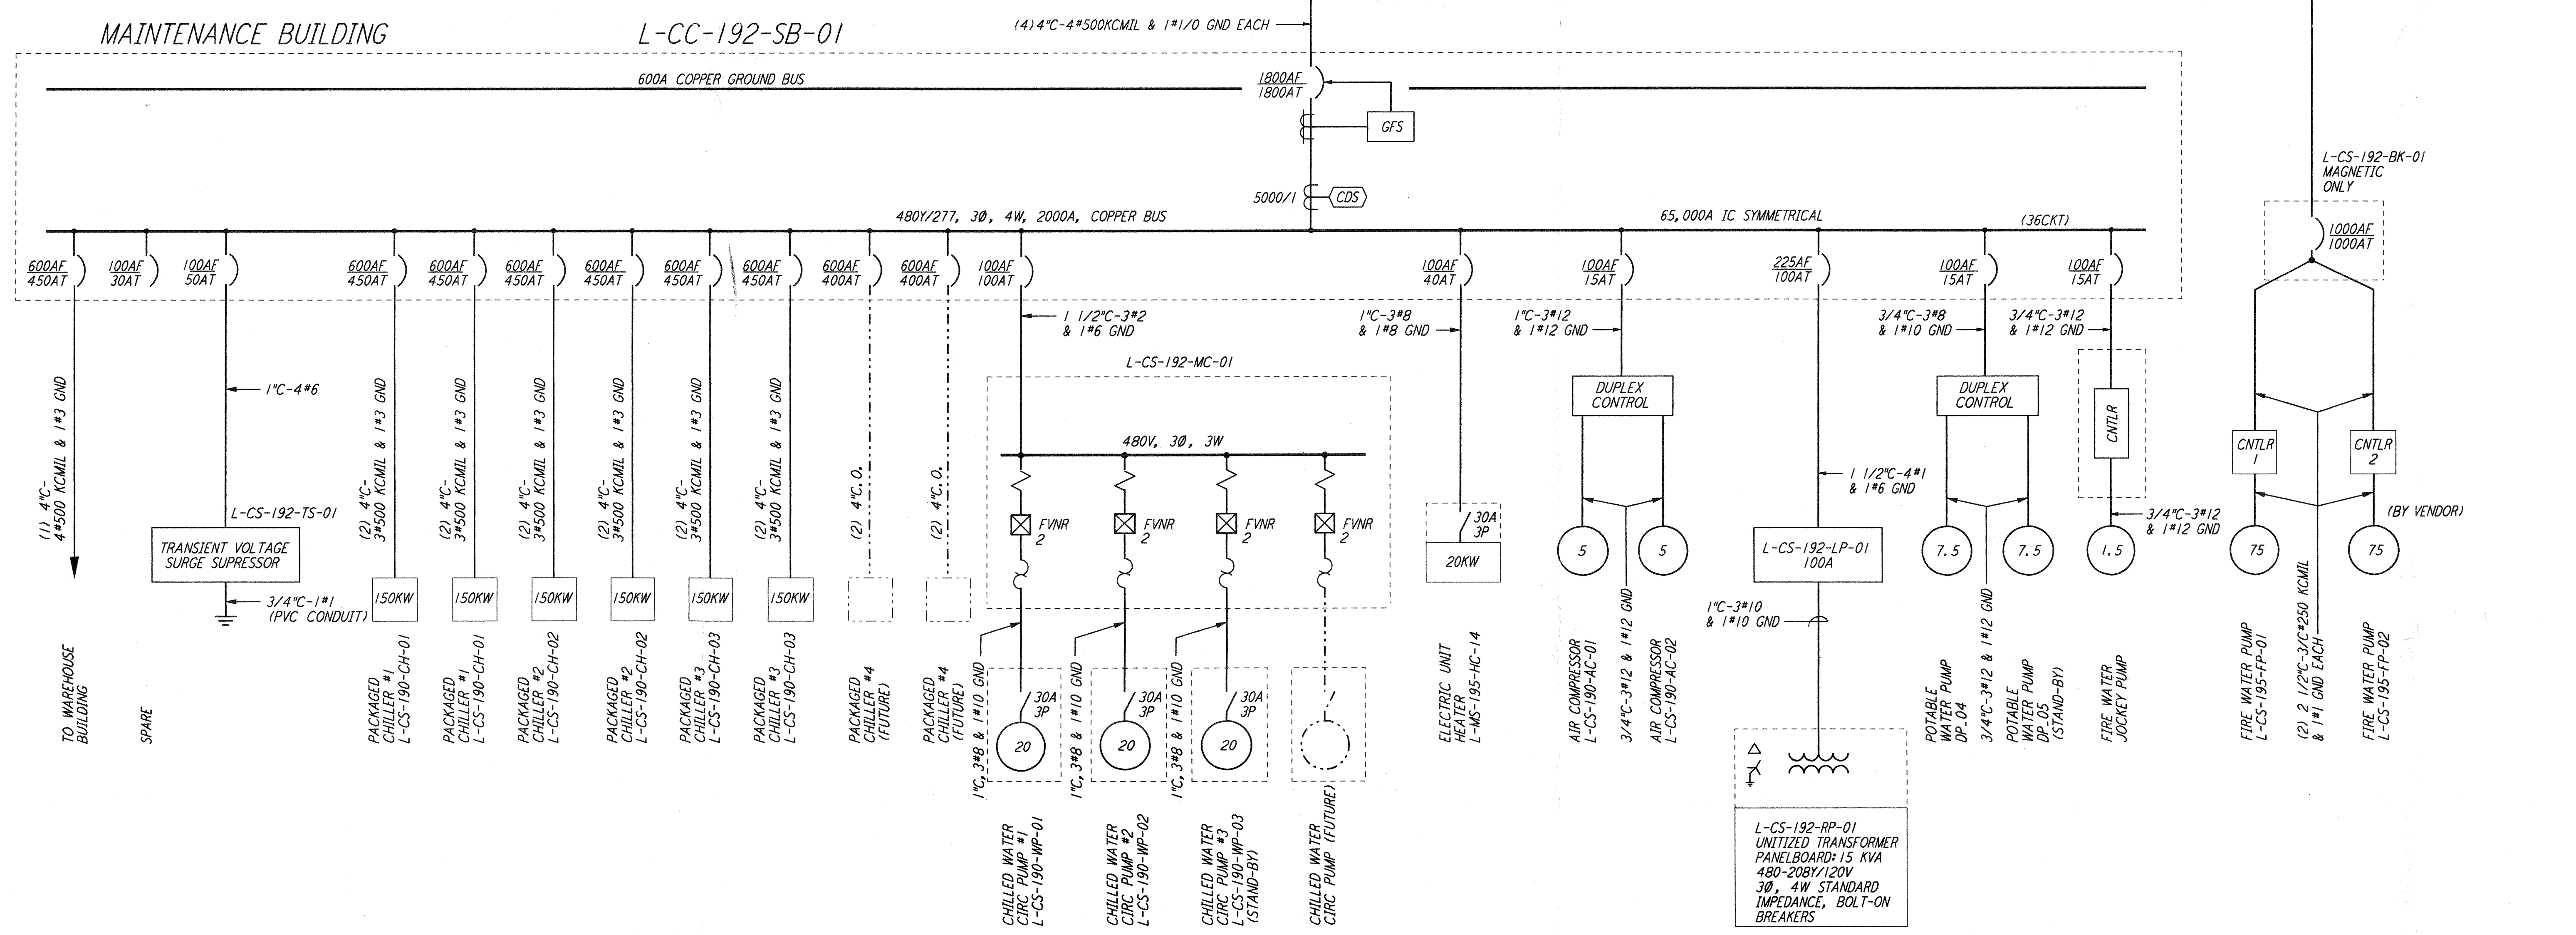 MAINTENANCE BUILDING
L-CC-192-SB-01
(4)4"C-4#500KCMIL & 1#1/0 GND EACH
600A COPPER GROUND BUS
1800AF
1800AT
GFS
5000/1
CDS
480Y/277, 3Ø, 4W, 2000A, COPPER BUS
65,000A IC SYMMETRICAL
(36CKT)
L-CS-192-BK-01
MAGNETIC
ONLY
1000AF
1000AT
600AF
450AT
100AF
30AT
100AF
50AT
600AF
450AT
600AF
450AT
600AF
450AT
600AF
450AT
600AF
450AT
600AF
450AT
600AF
400AT
600AF
400AT
100AF
100AT
100AF
40AT
100AF
15AT
225AF
100AT
100AF
15AT
100AF
15AT
1 1/2"C-3#2
& 1#6 GND
1"C-3#8
& 1#8 GND
1"C-3#12
& 1#12 GND
3/4"C-3#8
& 1#10 GND
3/4"C-3#12
& 1#12 GND
(1) 4"C-
4#500 KCMIL & 1#3 GND
1"C-4#6
(2) 4"C-
3#500 KCMIL & 1#3 GND
(2) 4"C-
3#500 KCMIL & 1#3 GND
(2) 4"C-
3#500 KCMIL & 1#3 GND
(2) 4"C-
3#500 KCMIL & 1#3 GND
(2) 4"C-
3#500 KCMIL & 1#3 GND
(2) 4"C-
3#500 KCMIL & 1#3 GND
(2) 4"C.O.
(2) 4"C.O.
L-CS-192-MC-01
480V, 3Ø, 3W
FVNR
2
FVNR
2
FVNR
2
FVNR
2
L-CS-192-TS-01
TRANSIENT VOLTAGE
SURGE SUPRESSOR
3/4"C-1#1
(PVC CONDUIT)
150KW
150KW
150KW
150KW
150KW
150KW
30A
3P
20KW
DUPLEX
CONTROL
5
5
1 1/2"C-4#1
& 1#6 GND
L-CS-192-LP-01
100A
1"C-3#10
& 1#10 GND
DUPLEX
CONTROL
7.5
7.5
CNTLR
3/4"C-3#12
& 1#12 GND
1.5
CNTLR
1
CNTLR
2
(BY VENDOR)
75
75
TO WAREHOUSE
BUILDING
SPARE
PACKAGED
CHILLER #1
L-CS-190-CH-01
PACKAGED
CHILLER #1
L-CS-190-CH-01
PACKAGED
CHILLER #2
L-CS-190-CH-02
PACKAGED
CHILLER #2
L-CS-190-CH-02
PACKAGED
CHILLER #3
L-CS-190-CH-03
PACKAGED
CHILLER #3
L-CS-190-CH-03
PACKAGED
CHILLER #4
(FUTURE)
PACKAGED
CHILLER #4
(FUTURE)
1"C,3#8 & 1#10 GND
30A
3P
20
1"C,3#8 & 1#10 GND
30A
3P
20
1"C,3#8 & 1#10 GND
30A
3P
20
CHILLED WATER
CIRC PUMP #1
L-CS-190-WP-01
CHILLED WATER
CIRC PUMP #2
L-CS-190-WP-02
CHILLED WATER
CIRC PUMP #3
L-CS-190-WP-03
(STAND-BY)
CHILLED WATER
CIRC PUMP (FUTURE)
ELECTRIC UNIT
HEATER
L-MS-195-HC-14
AIR COMPRESSOR
L-CS-190-AC-01
3/4"C-3#12 & 1#12 GND
AIR COMPRESSOR
L-CS-190-AC-02
POTABLE
WATER PUMP
DP_04
3/4"C-3#12 & 1#12 GND
POTABLE
WATER PUMP
DP_05
(STAND-BY)
FIRE WATER
JOCKEY PUMP
FIRE WATER PUMP
L-CS-195-FP-01
(2) 2 1/2"C-3/C#250 KCMIL
& 1#1 GND EACH
FIRE WATER PUMP
L-CS-195-FP-02
L-CS-192-RP-01
UNITIZED TRANSFORMER
PANELBOARD: 15 KVA
480-208Y/120V
3Ø, 4W STANDARD
IMPEDANCE, BOLT-ON
BREAKERS